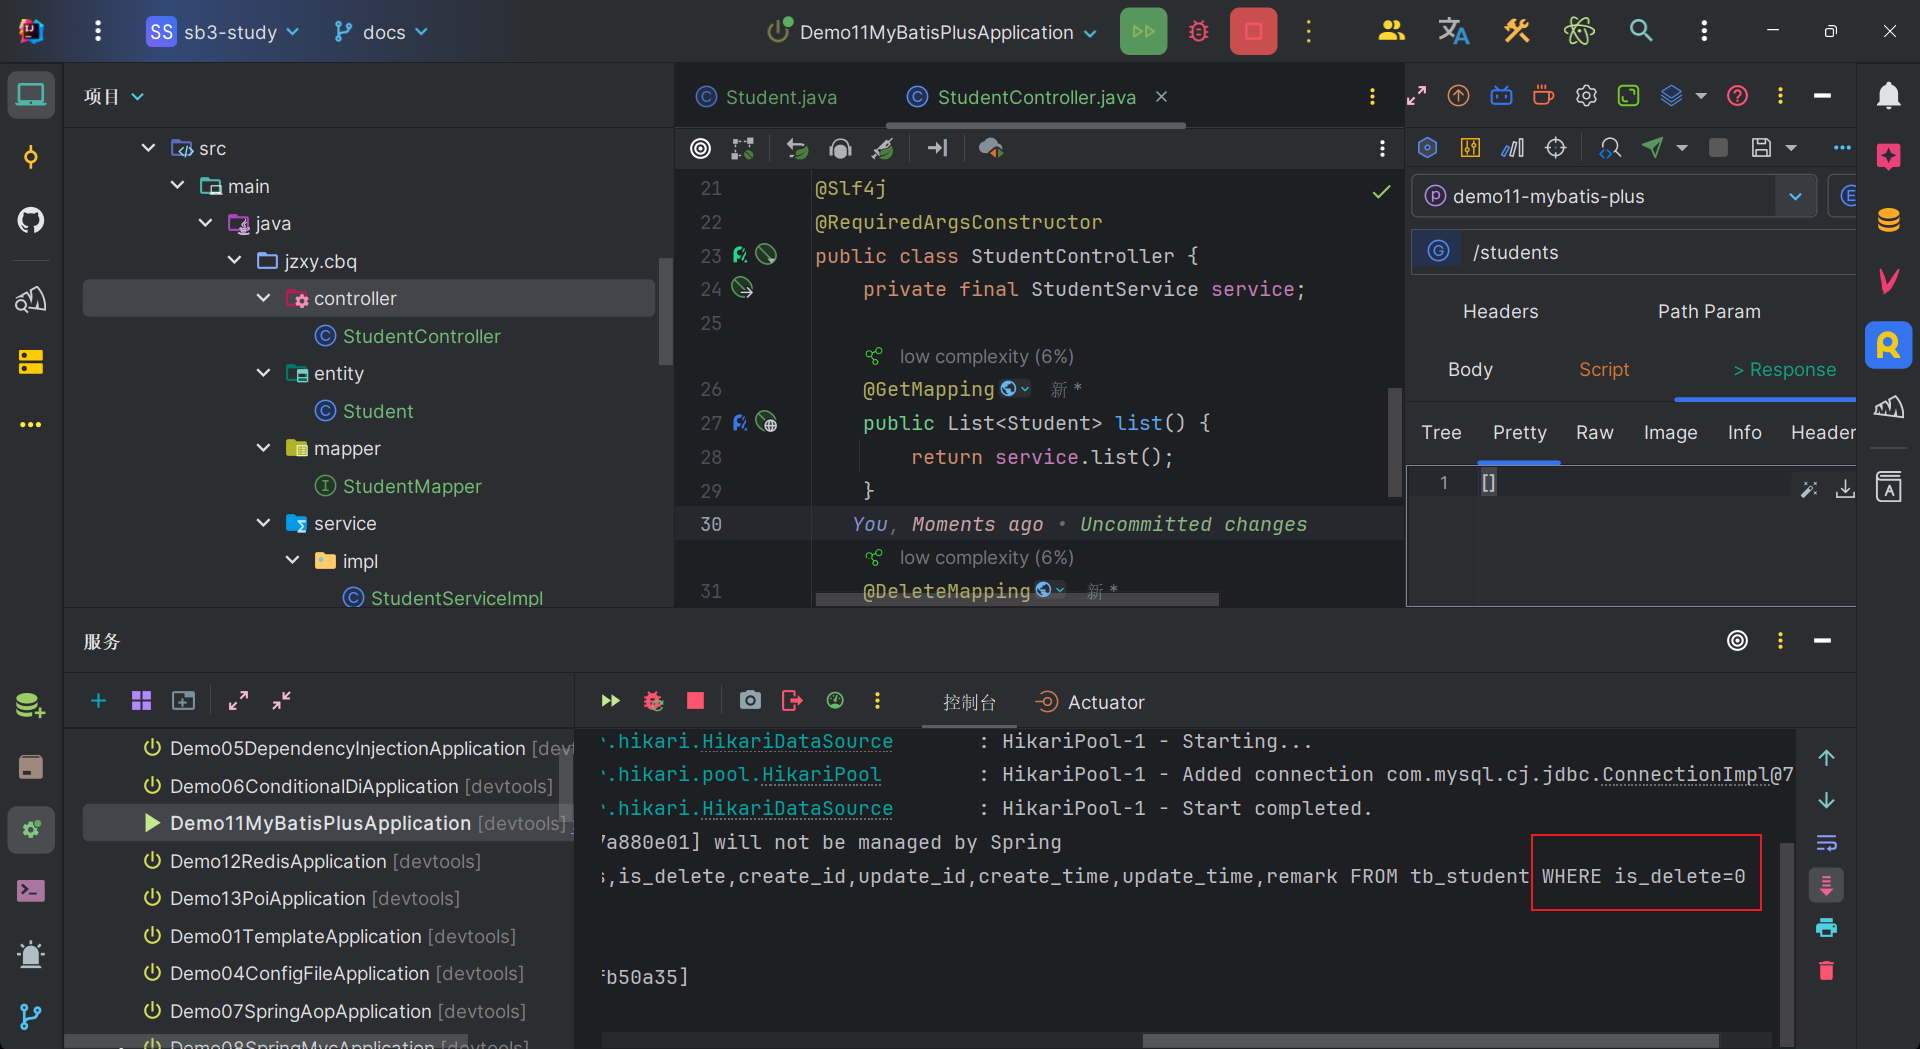 SS sb3-study docs Demo11MyBatisPlusApplication
项目
src
main
java
jzxy.cbq
controller
StudentController
entity
Student
mapper
StudentMapper
service
impl
StudentServiceImpl
Student.java StudentController.java
21 @Slf4j
22 @RequiredArgsConstructor
23 public class StudentController {
24 private final StudentService service;
25
low complexity (6%)
26 @GetMapping 新 *
27 public List<Student> list() {
28 return service.list();
29 }
30 You, Moments ago • Uncommitted changes
low complexity (6%)
31 @DeleteMapping 新 *
demo11-mybatis-plus
/students
Headers Path Param
Body Script > Response
Tree Pretty Raw Image Info Header
1 []
服务
控制台 Actuator
Demo05DependencyInjectionApplication [devt
Demo06ConditionalDiApplication [devtools]
Demo11MyBatisPlusApplication [devtools]
Demo12RedisApplication [devtools]
Demo13PoiApplication [devtools]
Demo01TemplateApplication [devtools]
Demo04ConfigFileApplication [devtools]
Demo07SpringAopApplication [devtools]
Demo08SpringMvcApplication [devtools]
.hikari.HikariDataSource : HikariPool-1 - Starting...
.hikari.pool.HikariPool : HikariPool-1 - Added connection com.mysql.cj.jdbc.ConnectionImpl@7
.hikari.HikariDataSource : HikariPool-1 - Start completed.
7a880e01] will not be managed by Spring
s,is_delete,create_id,update_id,create_time,update_time,remark FROM tb_student WHERE is_delete=0
fb50a35]